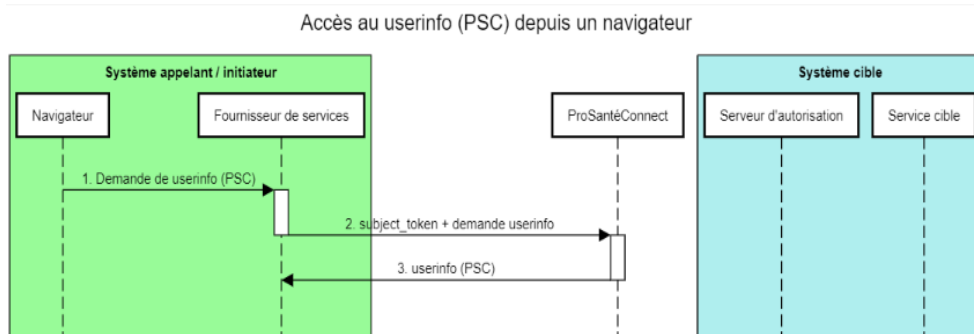 Accès au userinfo (PSC) depuis un navigateur
Système appelant / initiateur
Système cible
Navigateur
Fournisseur de services
ProSantéConnect
Serveur d'autorisation
Service cible
1. Demande de userinfo (PSC)
2. subject_token + demande userinfo
3. userinfo (PSC)